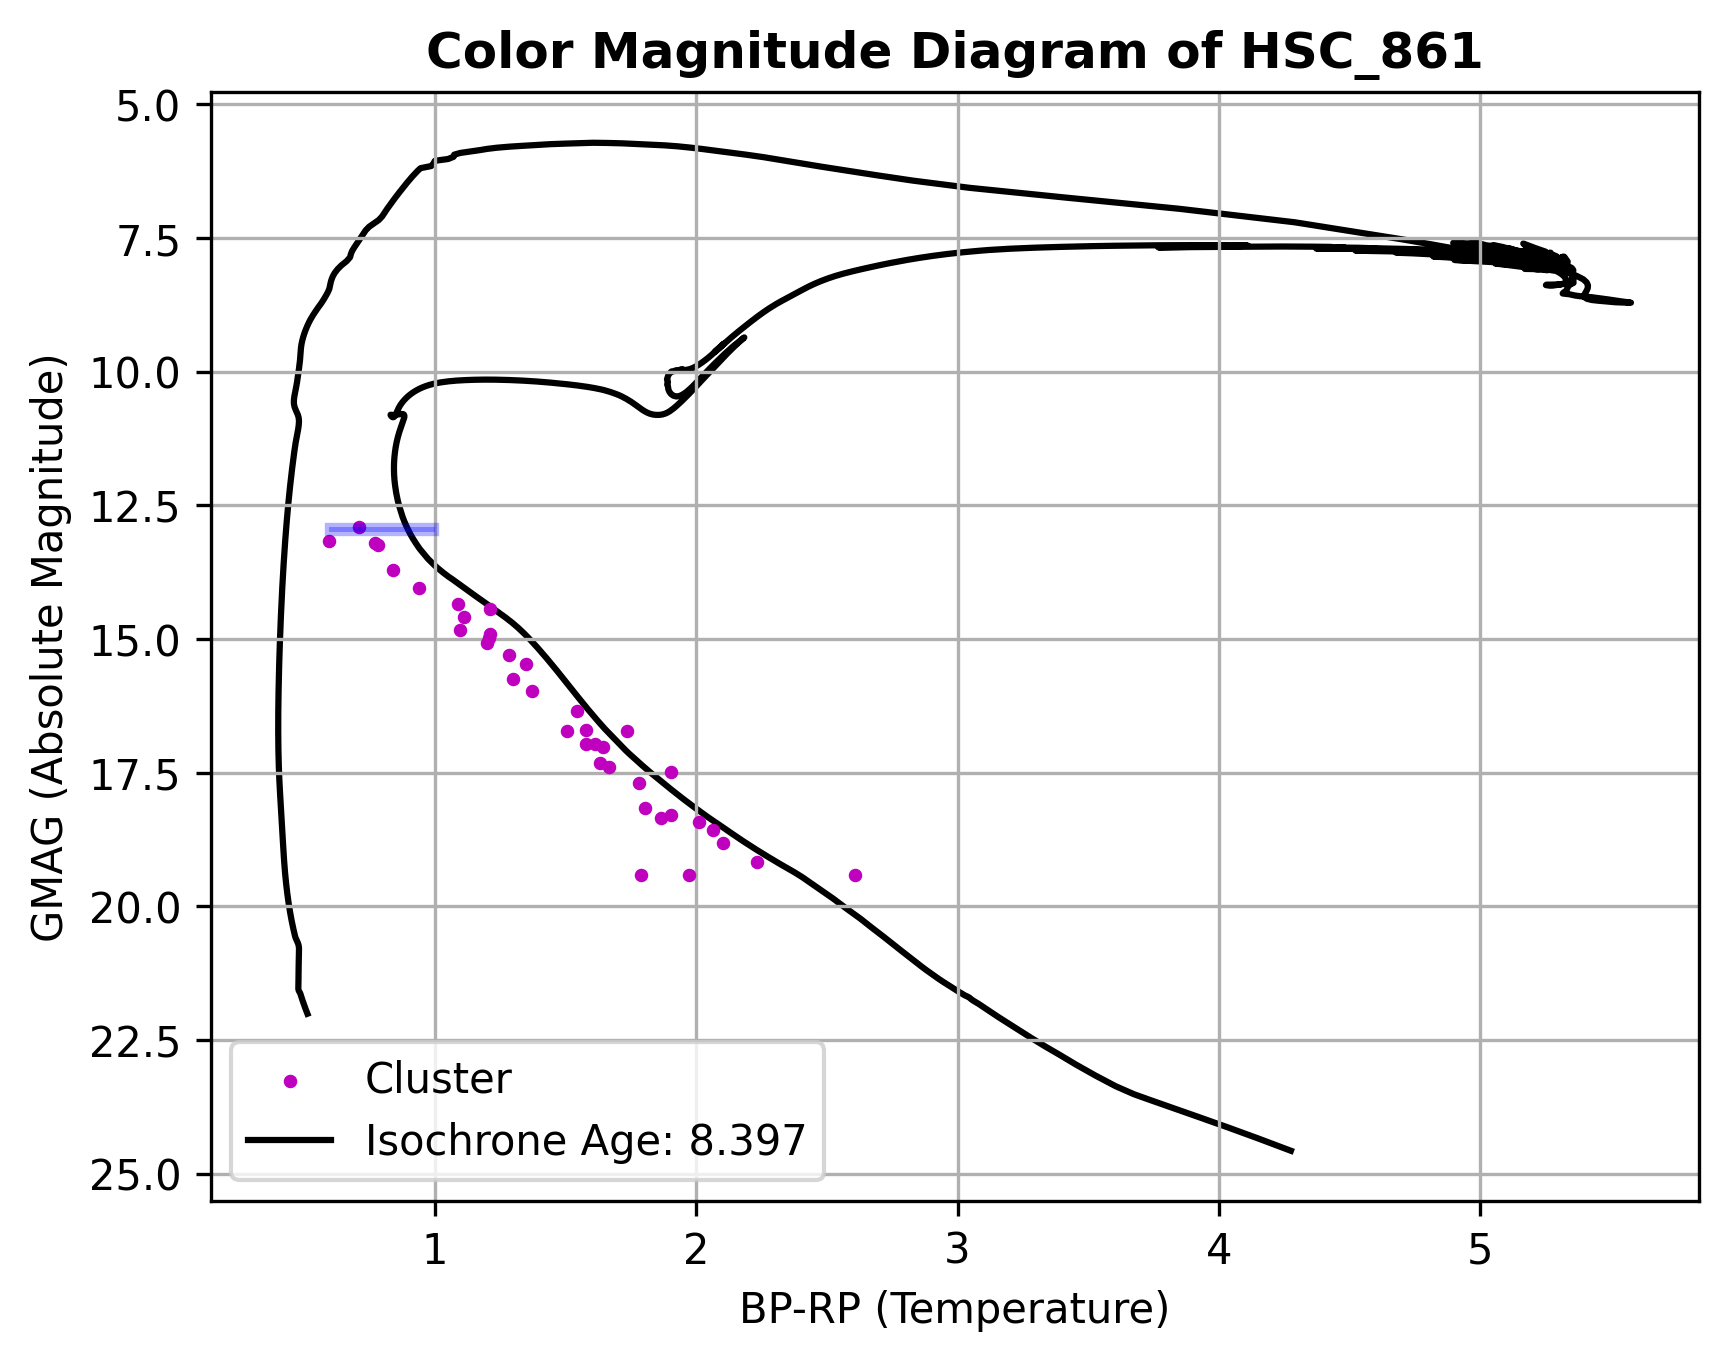 Color Magnitude Diagram of HSC_861
GMAG (Absolute Magnitude)
5.0
7.5
10.0
12.5
15.0
17.5
20.0
22.5
25.0
Cluster
Isochrone Age: 8.397
1 2 3 4 5
BP-RP (Temperature)